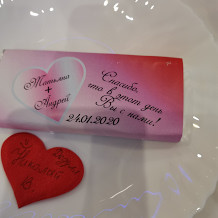 Татьяна
+
Андрей
Спасибо,
что в этот день
Вы с нами!
24.01.2020